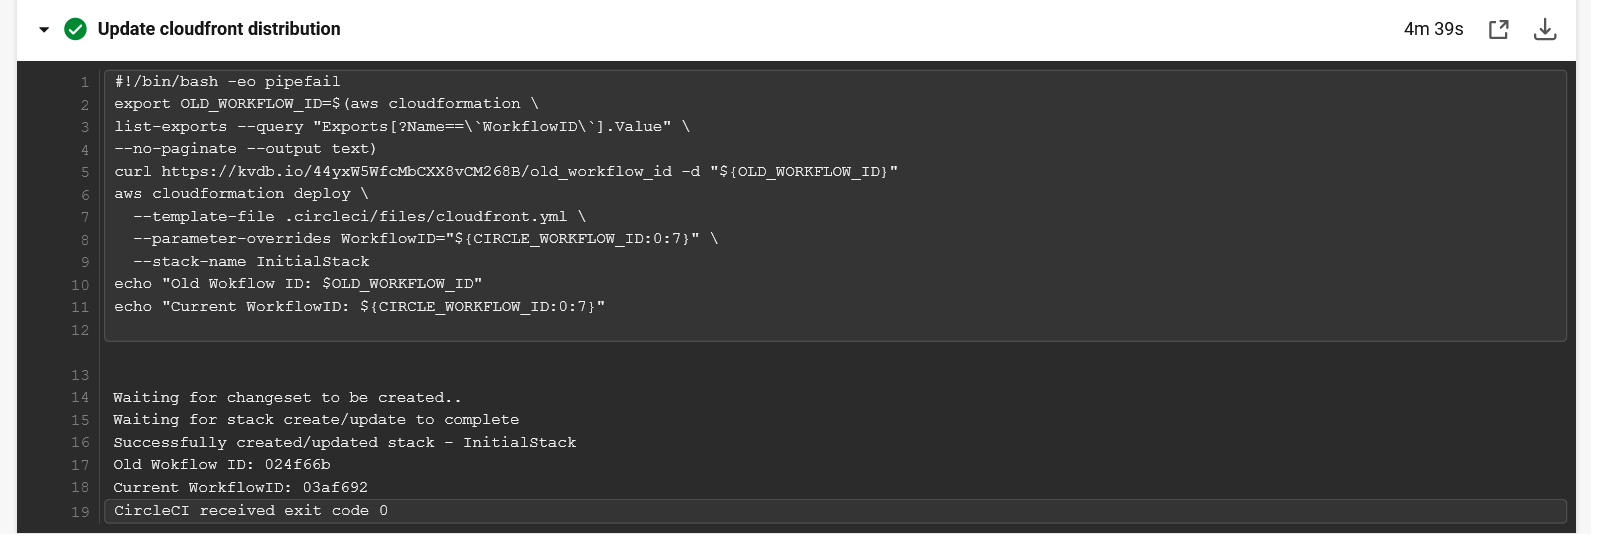 Update cloudfront distribution 4m 39s
1 #!/bin/bash -eo pipefail
2 export OLD_WORKFLOW_ID=$(aws cloudformation \
3 list-exports --query "Exports[?Name==\`WorkflowID\`].Value" \
4 --no-paginate --output text)
5 curl https://kvdb.io/44yxW5WfcMbCXX8vCM268B/old_workflow_id -d "${OLD_WORKFLOW_ID}"
6 aws cloudformation deploy \
7 --template-file .circleci/files/cloudfront.yml \
8 --parameter-overrides WorkflowID="${CIRCLE_WORKFLOW_ID:0:7}" \
9 --stack-name InitialStack
10 echo "Old Wokflow ID: $OLD_WORKFLOW_ID"
11 echo "Current WorkflowID: ${CIRCLE_WORKFLOW_ID:0:7}"
12
13
14 Waiting for changeset to be created..
15 Waiting for stack create/update to complete
16 Successfully created/updated stack - InitialStack
17 Old Wokflow ID: 024f66b
18 Current WorkflowID: 03af692
19 CircleCI received exit code 0